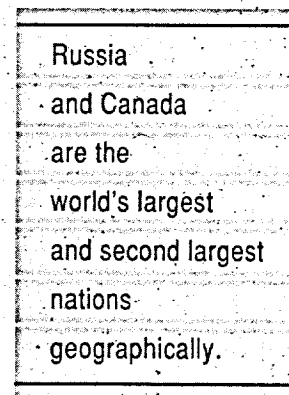 Russia
and Canada
are the
world's largest
and second largest
nations
geographically.